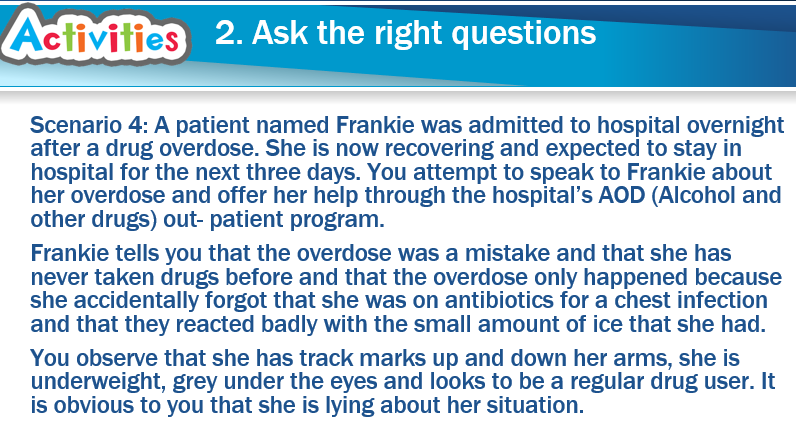 Activities
2. Ask the right questions
Scenario 4: A patient named Frankie was admitted to hospital overnight
after a drug overdose. She is now recovering and expected to stay in
hospital for the next three days. You attempt to speak to Frankie about
her overdose and offer her help through the hospital’s AOD (Alcohol and
other drugs) out- patient program.
Frankie tells you that the overdose was a mistake and that she has
never taken drugs before and that the overdose only happened because
she accidentally forgot that she was on antibiotics for a chest infection
and that they reacted badly with the small amount of ice that she had.
You observe that she has track marks up and down her arms, she is
underweight, grey under the eyes and looks to be a regular drug user. It
is obvious to you that she is lying about her situation.